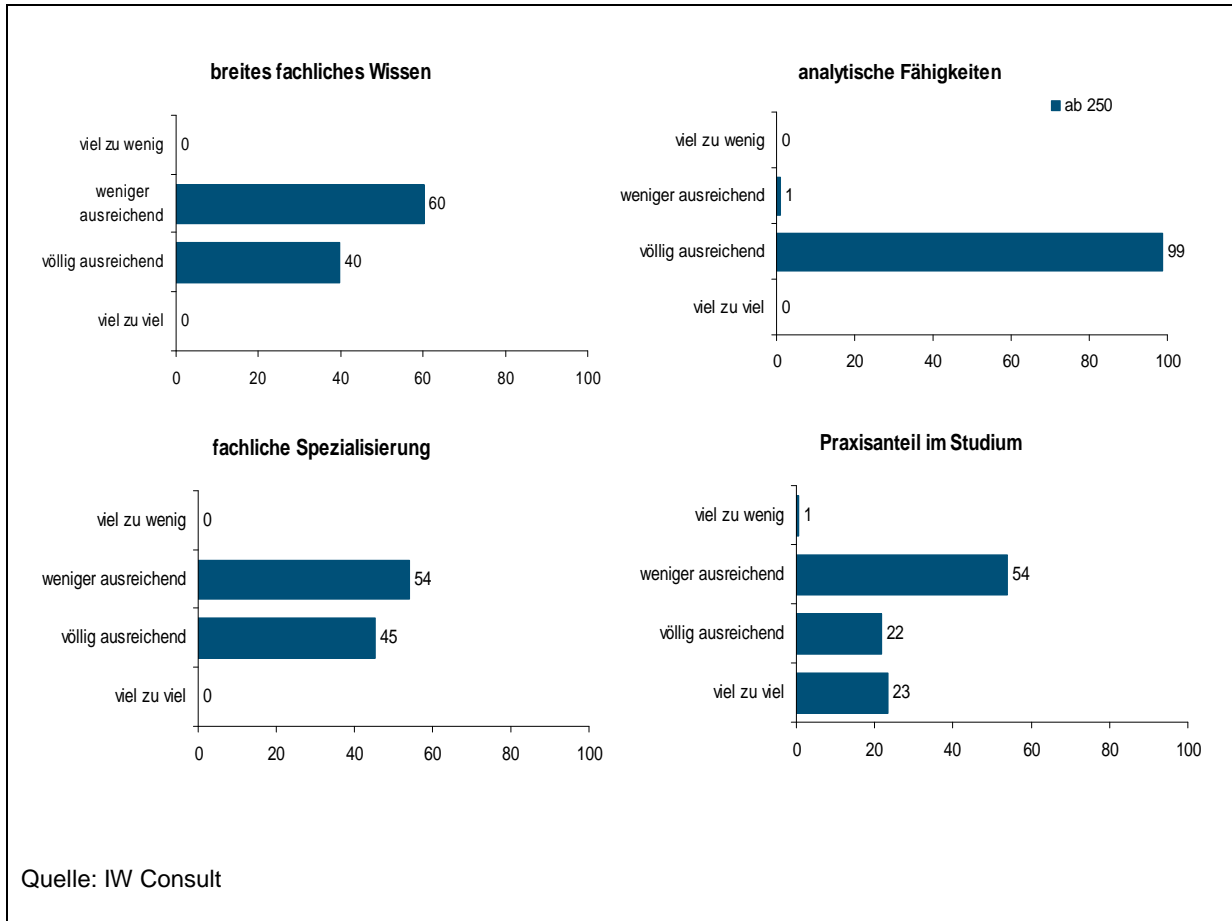 breites fachliches Wissen
viel zu wenig 0
weniger
ausreichend
60
völlig ausreichend 40
viel zu viel 0
0 20 40 60 80 100
analytische Fähigkeiten
ab 250
viel zu wenig 0
weniger ausreichend 1
völlig ausreichend 99
viel zu viel 0
0 20 40 60 80 100
fachliche Spezialisierung
viel zu wenig 0
weniger ausreichend 54
völlig ausreichend 45
viel zu viel 0
0 20 40 60 80 100
Praxisanteil im Studium
viel zu wenig 1
weniger ausreichend 54
völlig ausreichend 22
viel zu viel 23
0 20 40 60 80 100
Quelle: IW Consult